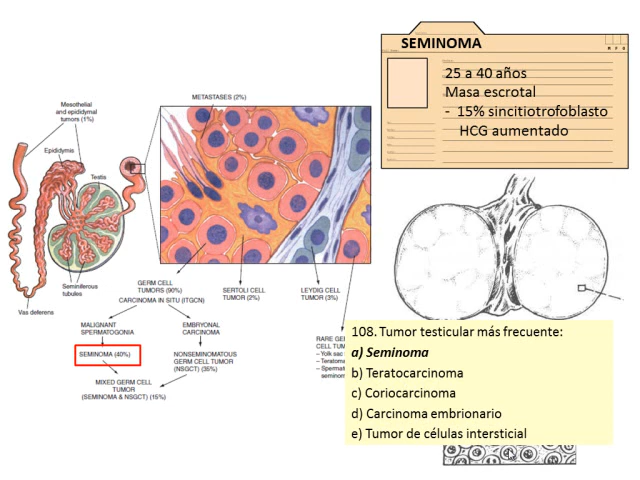 SEMINOMA
M F G
25 a 40 años
Masa escrotal
- 15% sincitiotrofoblasto
HCG aumentado
METASTASES (2%)
Mesothelial
and epididymal
tumors (1%)
Epididymis
Testis
Seminiferous
tubules
Vas deferens
GERM CELL
TUMORS (90%)
CARCINOMA IN SITU (ITGCN)
SERTOLI CELL
TUMOR (2%)
LEYDIG CELL
TUMOR (3%)
MALIGNANT
SPERMATOGONIA
EMBRYONAL
CARCINOMA
SEMINOMA (40%)
NONSEMINOMATOUS
GERM CELL TUMOR
(NSGCT) (35%)
MIXED GERM CELL
TUMOR
(SEMINOMA & NSGCT) (15%)
RARE GE
CELL TUM
– Yolk sac
– Teratoma
– Spermat
seminom
108. Tumor testicular más frecuente:
a) Seminoma
b) Teratocarcinoma
c) Coriocarcinoma
d) Carcinoma embrionario
e) Tumor de células intersticial